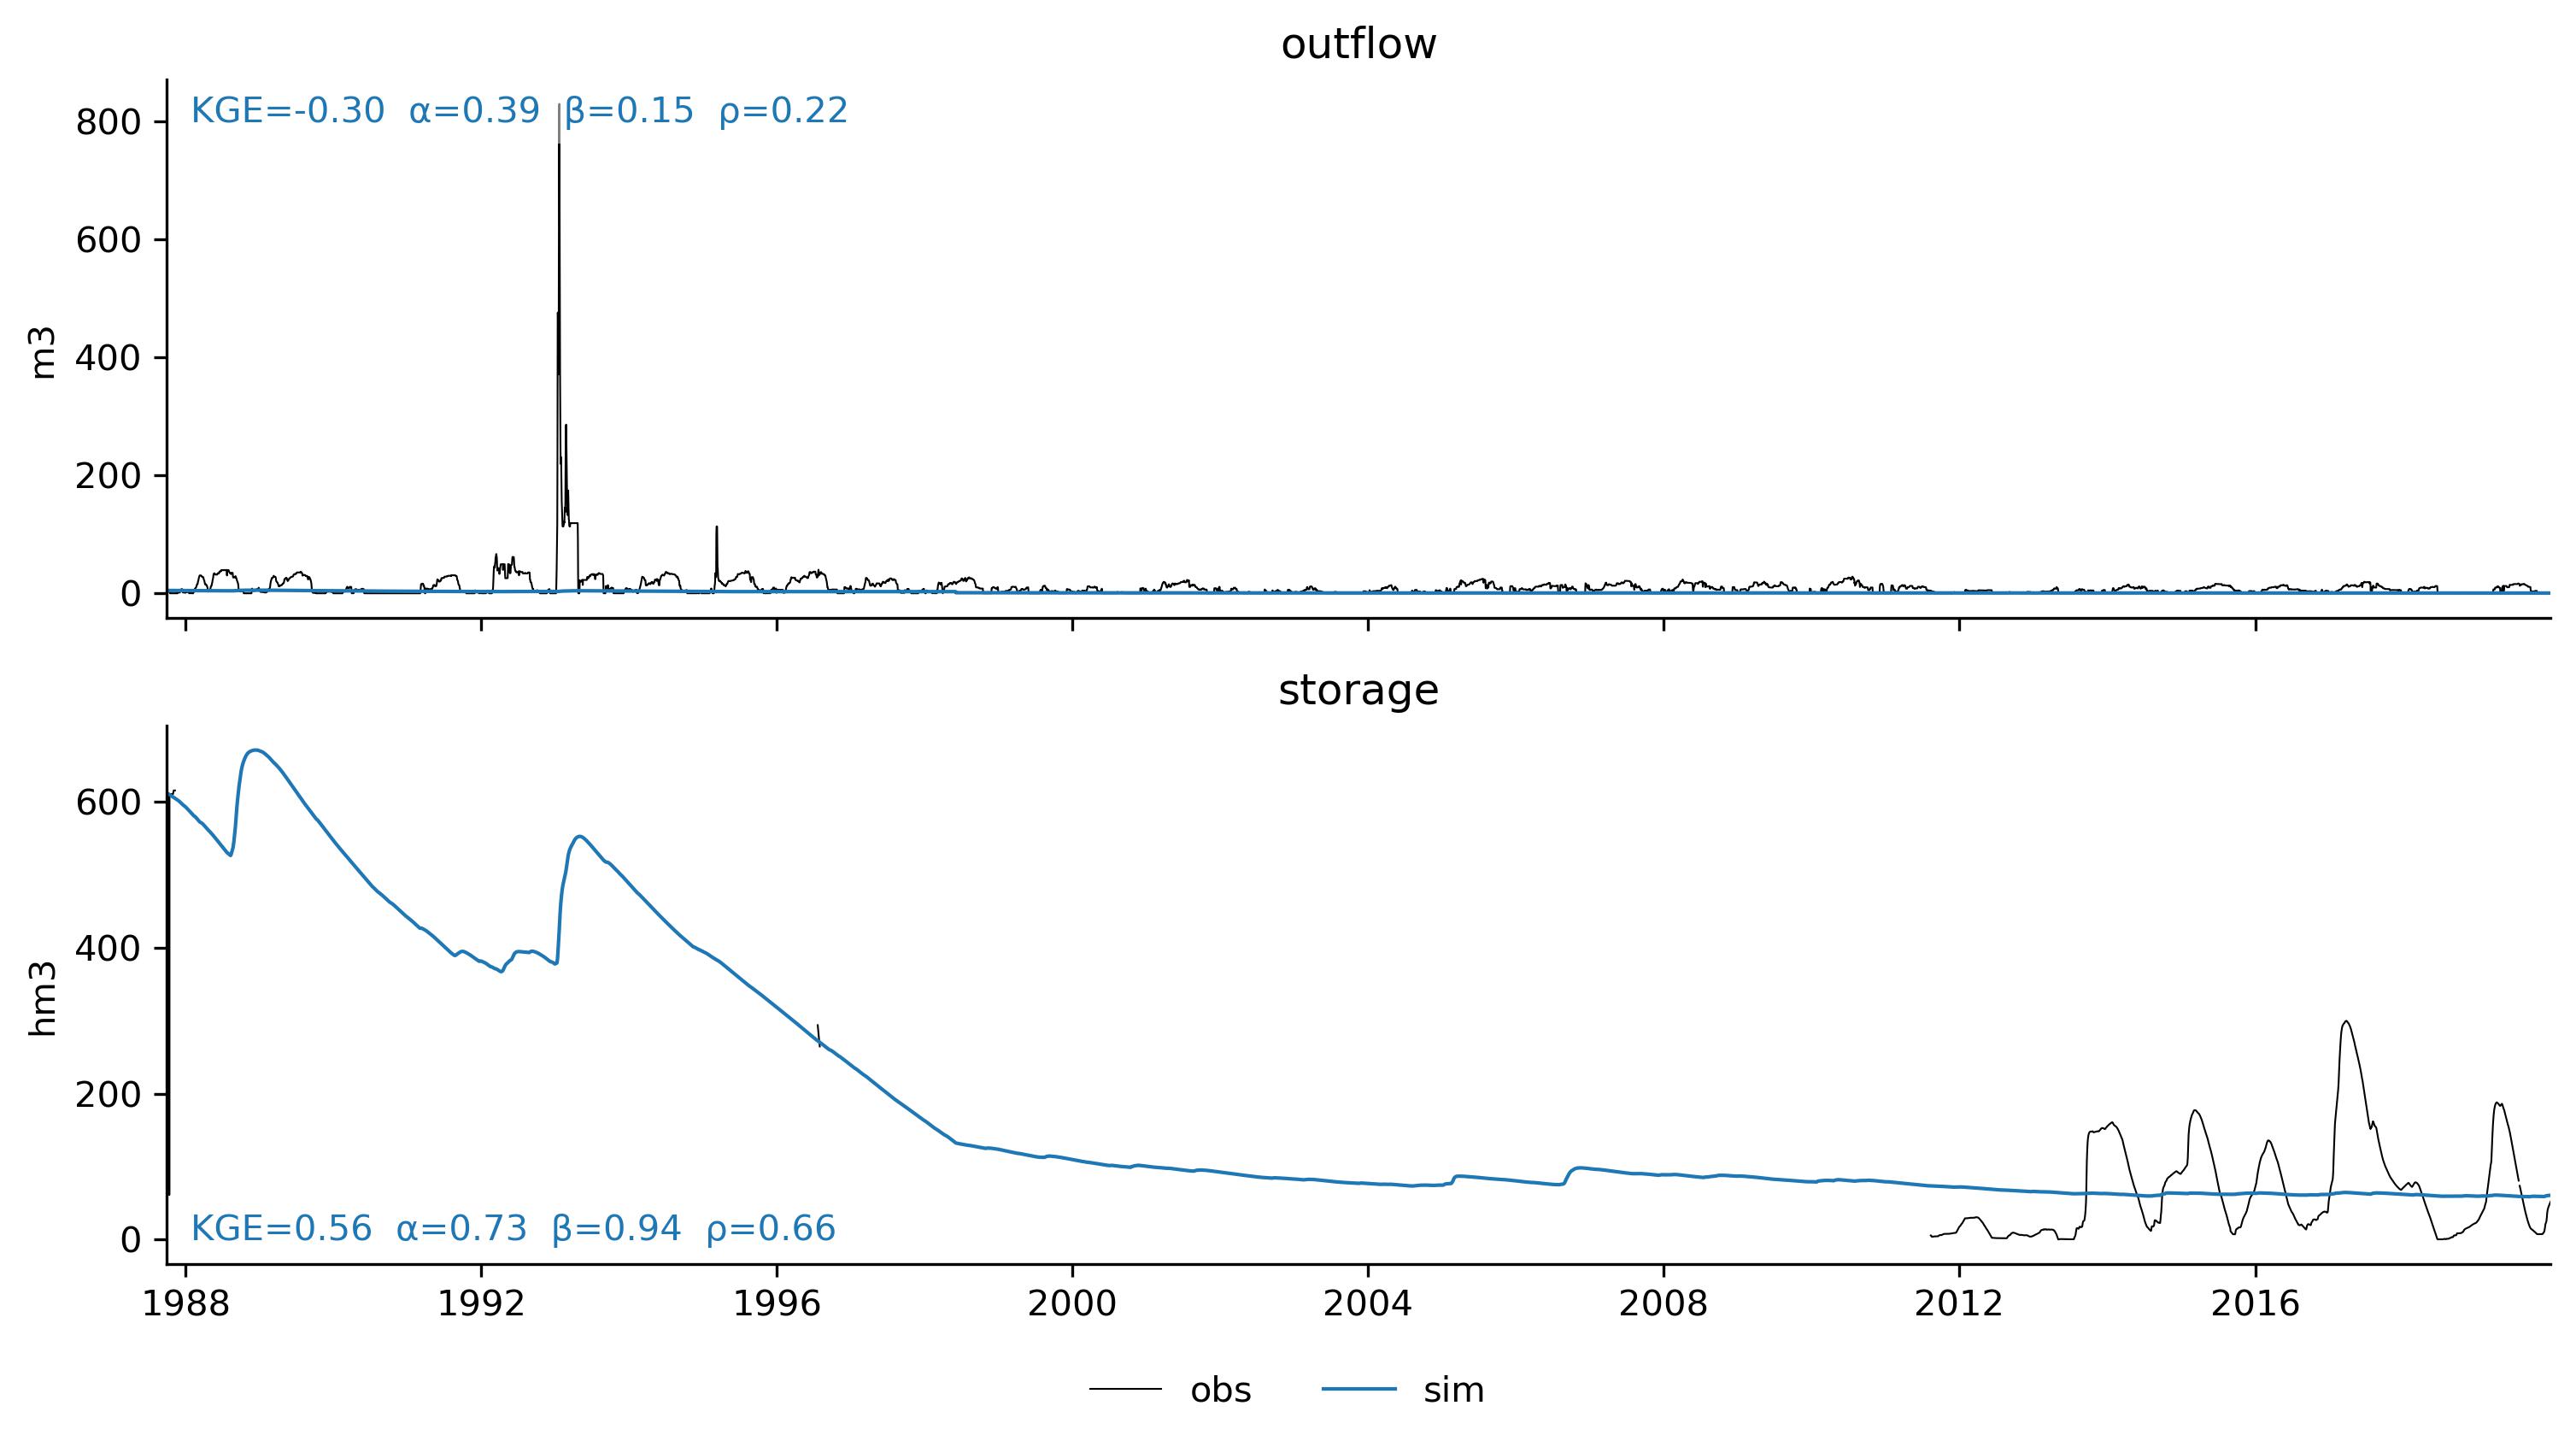 outflow
KGE=-0.30 α=0.39 β=0.15 ρ=0.22
800
600
400
200
0
m3
storage
600
400
200
0
hm3
KGE=0.56 α=0.73 β=0.94 ρ=0.66
1988 1992 1996 2000 2004 2008 2012 2016
obs sim